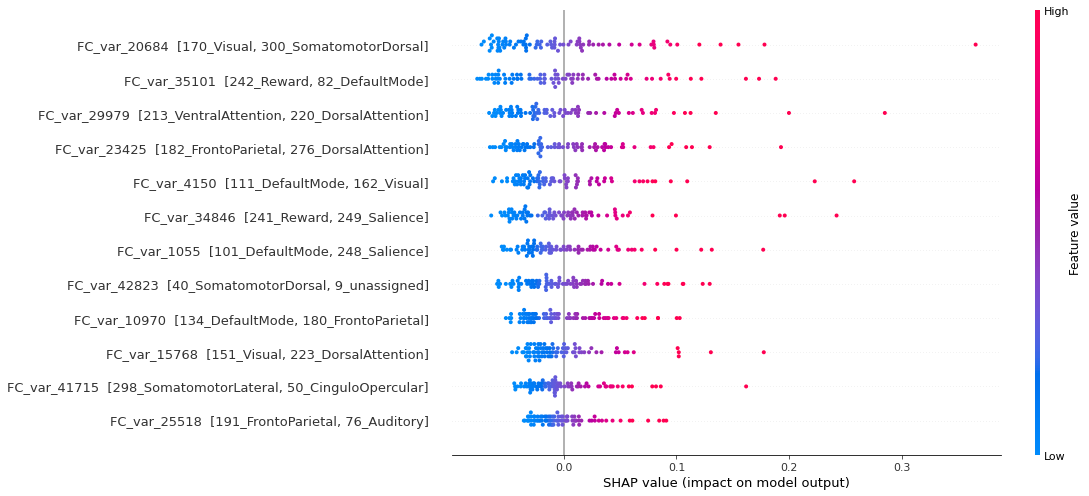 High
FC_var_20684 [170_Visual, 300_SomatomotorDorsal]
FC_var_35101 [242_Reward, 82_DefaultMode]
FC_var_29979 [213_VentralAttention, 220_DorsalAttention]
FC_var_23425 [182_FrontoParietal, 276_DorsalAttention]
FC_var_4150 [111_DefaultMode, 162_Visual]
FC_var_34846 [241_Reward, 249_Salience]
FC_var_1055 [101_DefaultMode, 248_Salience]
FC_var_42823 [40_SomatomotorDorsal, 9_unassigned]
FC_var_10970 [134_DefaultMode, 180_FrontoParietal]
FC_var_15768 [151_Visual, 223_DorsalAttention]
FC_var_41715 [298_SomatomotorLateral, 50_CinguloOpercular]
FC_var_25518 [191_FrontoParietal, 76_Auditory]
Feature value
Low
0.0 0.1 0.2 0.3
SHAP value (impact on model output)